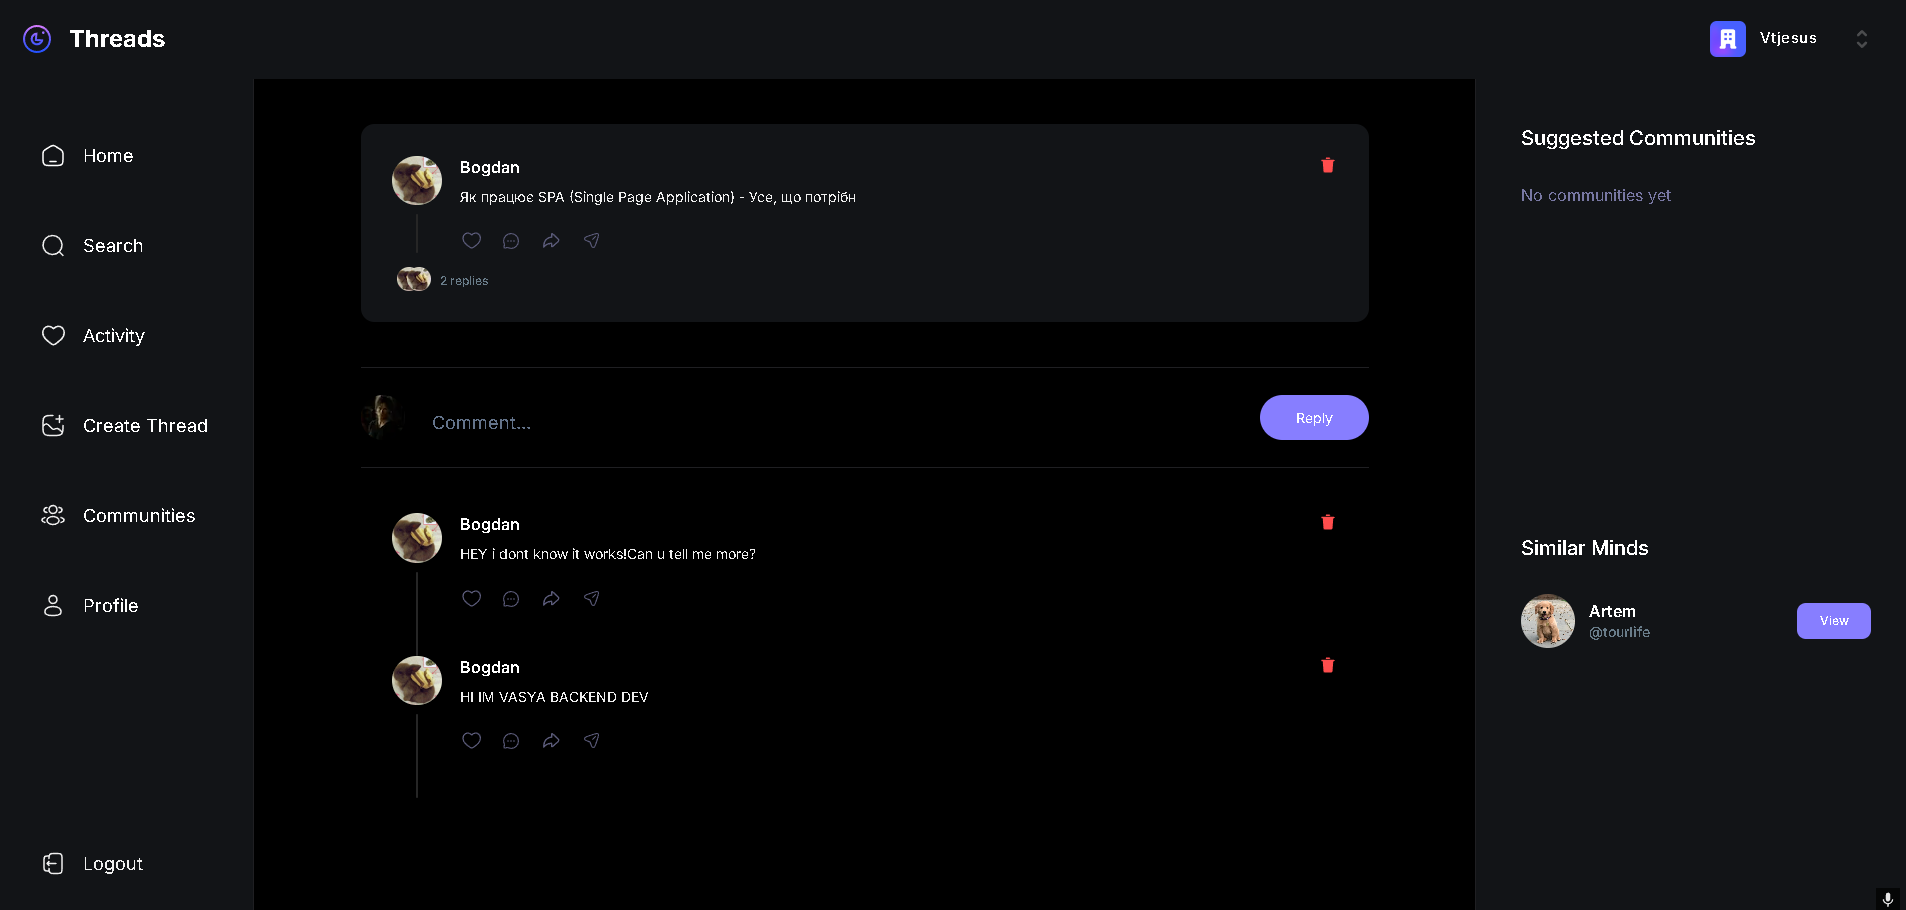 Threads
Vtjesus
Home
Search
Activity
Create Thread
Communities
Profile
Logout
Bogdan
Як працює SPA (Single Page Application) - Усе, що потрібн
2 replies
Comment...
Reply
Bogdan
HEY i dont know it works!Can u tell me more?
Bogdan
HI IM VASYA BACKEND DEV
Suggested Communities
No communities yet
Similar Minds
Artem
@tourlife
View